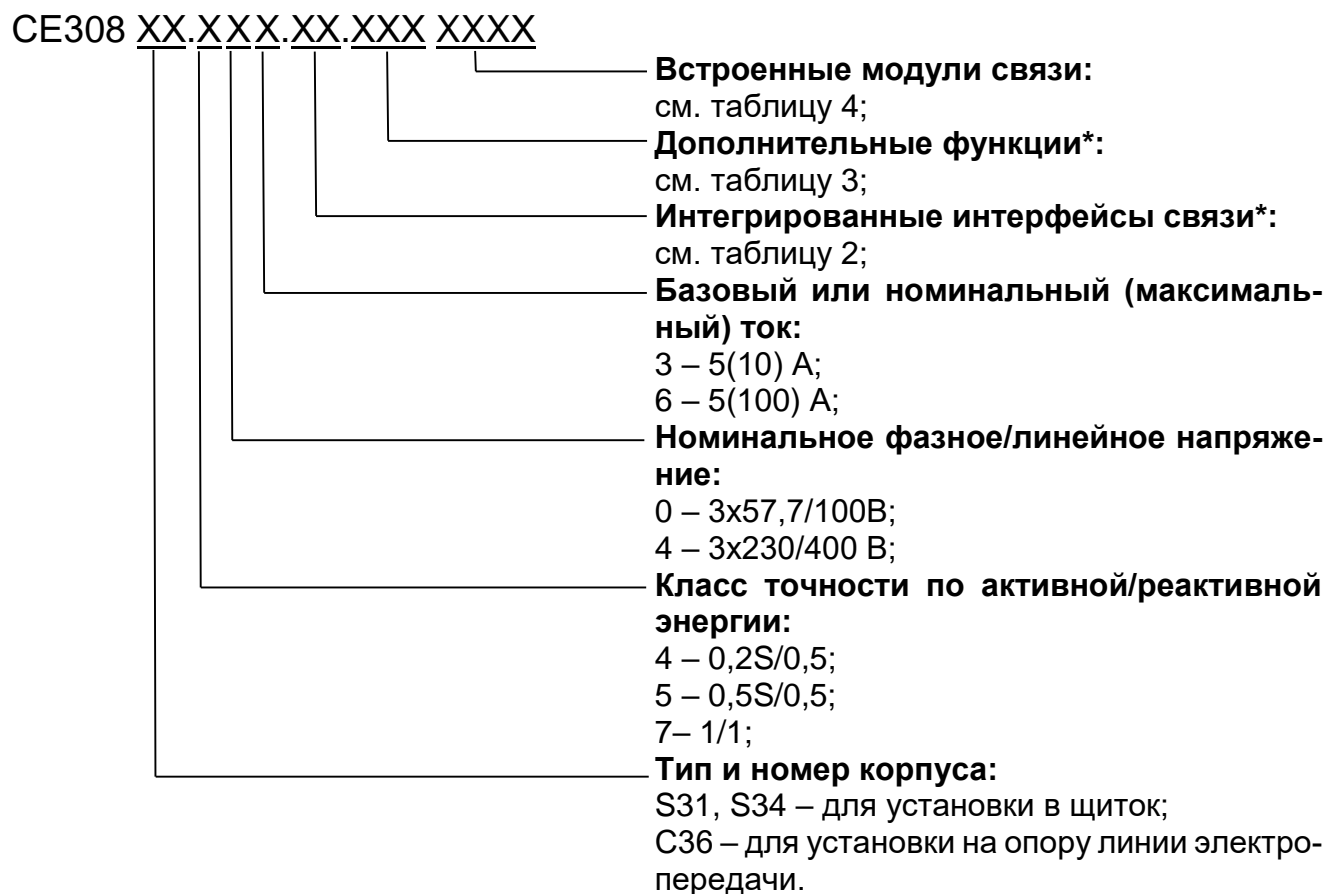 CE308 XX.XXX.XX.XXX XXXX
Встроенные модули связи:
см. таблицу 4;
Дополнительные функции*:
см. таблицу 3;
Интегрированные интерфейсы связи*:
см. таблицу 2;
Базовый или номинальный (максималь-
ный) ток:
3 – 5(10) А;
6 – 5(100) А;
Номинальное фазное/линейное напряже-
ние:
0 – 3х57,7/100В;
4 – 3х230/400 В;
Класс точности по активной/реактивной
энергии:
4 – 0,2S/0,5;
5 – 0,5S/0,5;
7– 1/1;
Тип и номер корпуса:
S31, S34 – для установки в щиток;
C36 – для установки на опору линии электро-
передачи.